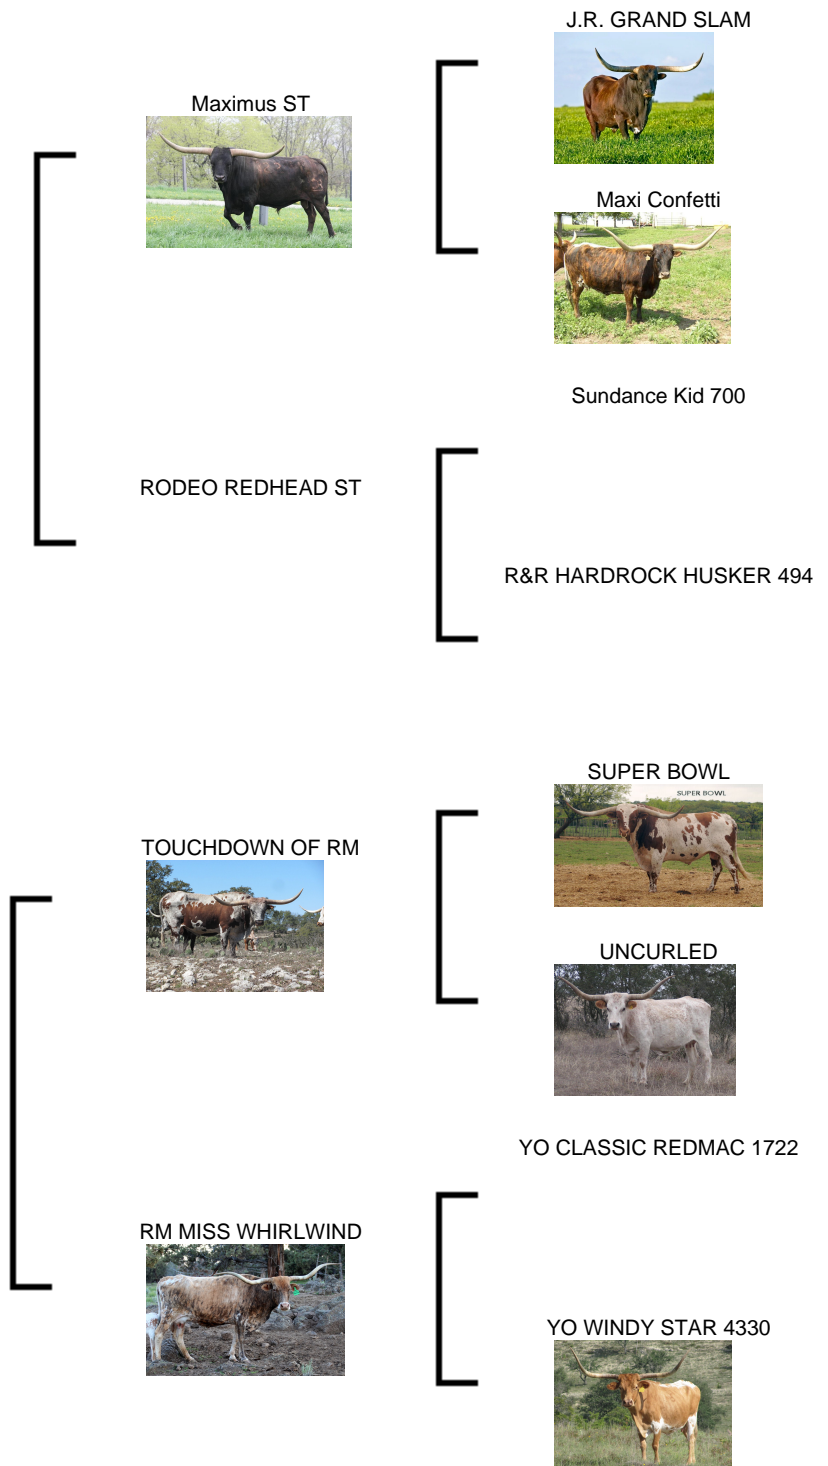 J.R. GRAND SLAM
Maximus ST
Maxi Confetti
Sundance Kid 700
RODEO REDHEAD ST
R&R HARDROCK HUSKER 494
SUPER BOWL
SUPER BOWL
TOUCHDOWN OF RM
UNCURLED
YO CLASSIC REDMAC 1722
RM MISS WHIRLWIND
YO WINDY STAR 4330